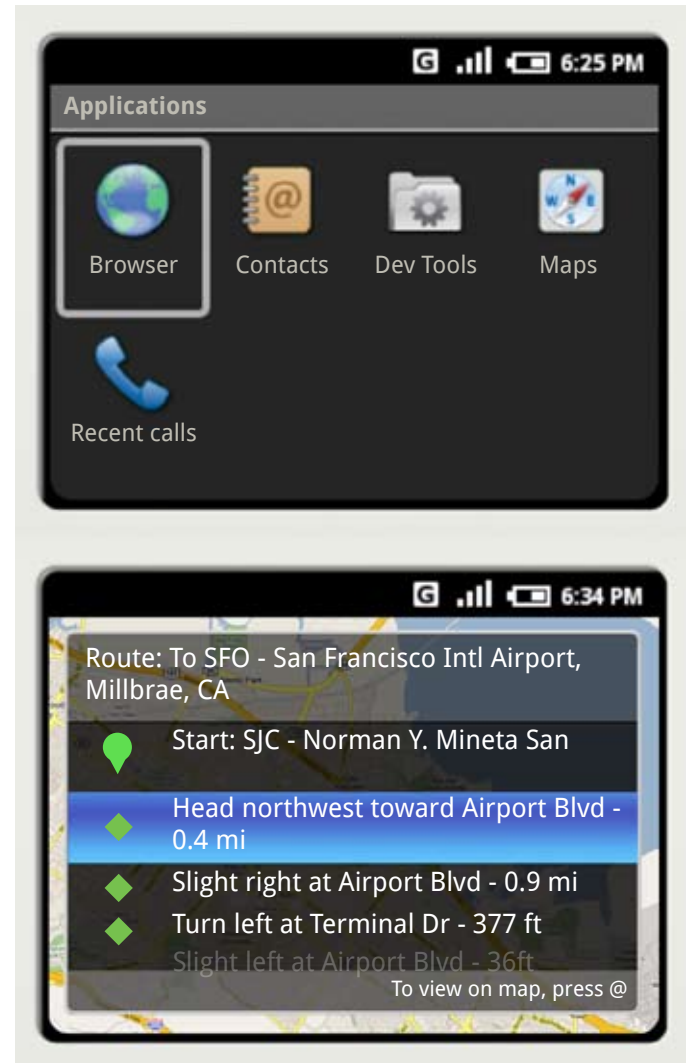 G 6:25 PM
Applications
Browser Contacts Dev Tools Maps
Recent calls
G 6:34 PM
Route: To SFO - San Francisco Intl Airport,
Millbrae, CA
Start: SJC - Norman Y. Mineta San
Head northwest toward Airport Blvd -
0.4 mi
Slight right at Airport Blvd - 0.9 mi
Turn left at Terminal Dr - 377 ft
Slight left at Airport Blvd - 36ft
To view on map, press @